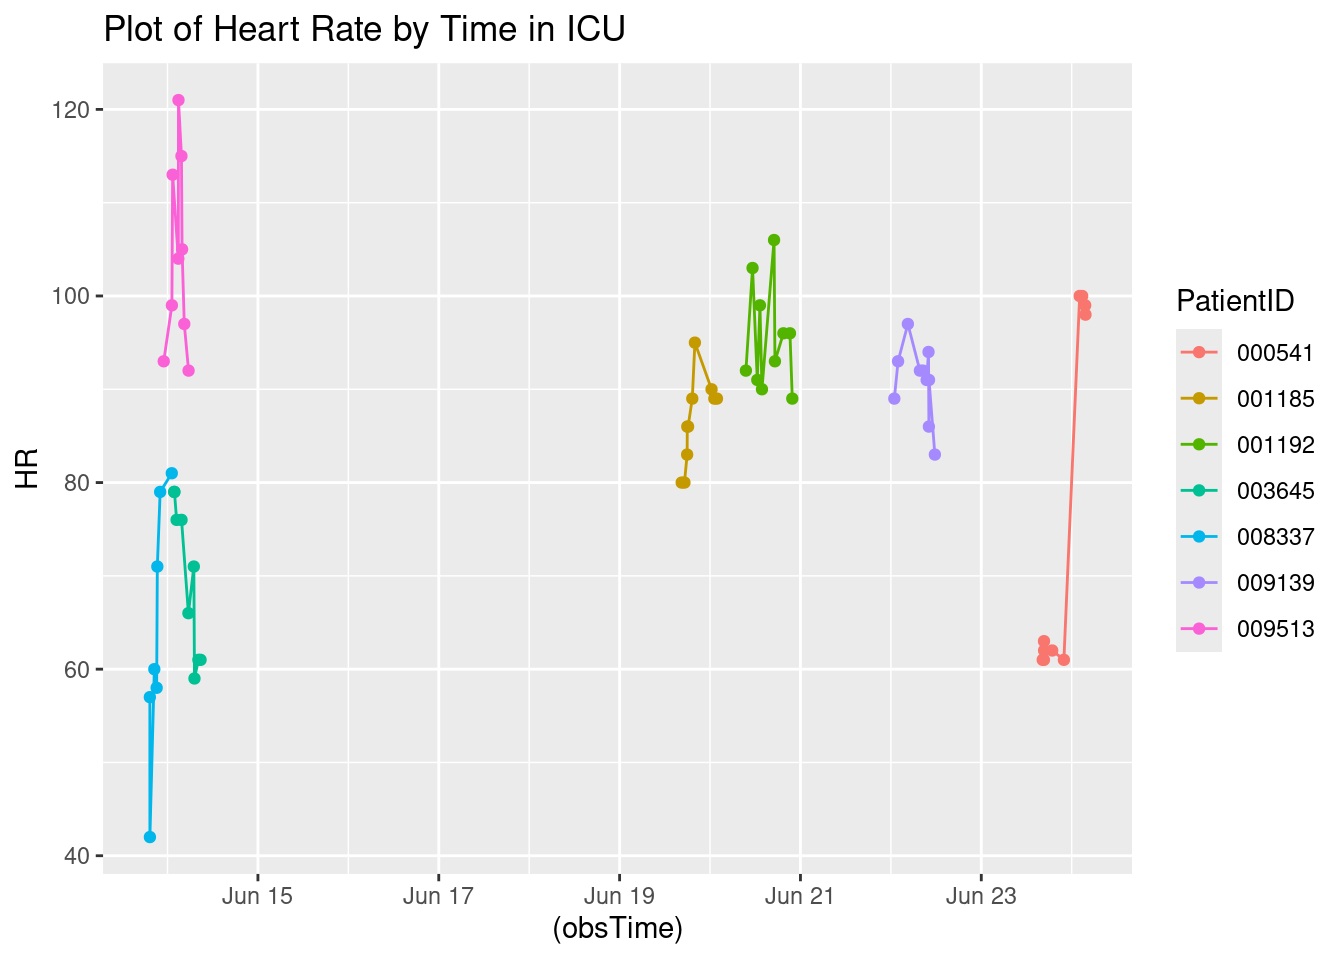 Plot of Heart Rate by Time in ICU
HR
120
100
80
60
40
Jun 15 Jun 17 Jun 19 Jun 21 Jun 23
(obsTime)
PatientID
000541
001185
001192
003645
008337
009139
009513